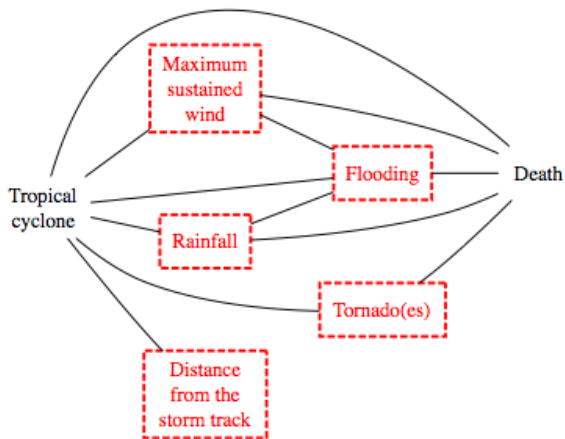 Maximum
sustained
wind
Flooding
Death
Tropical
cyclone
Rainfall
Tornado(es)
Distance
from the
storm track